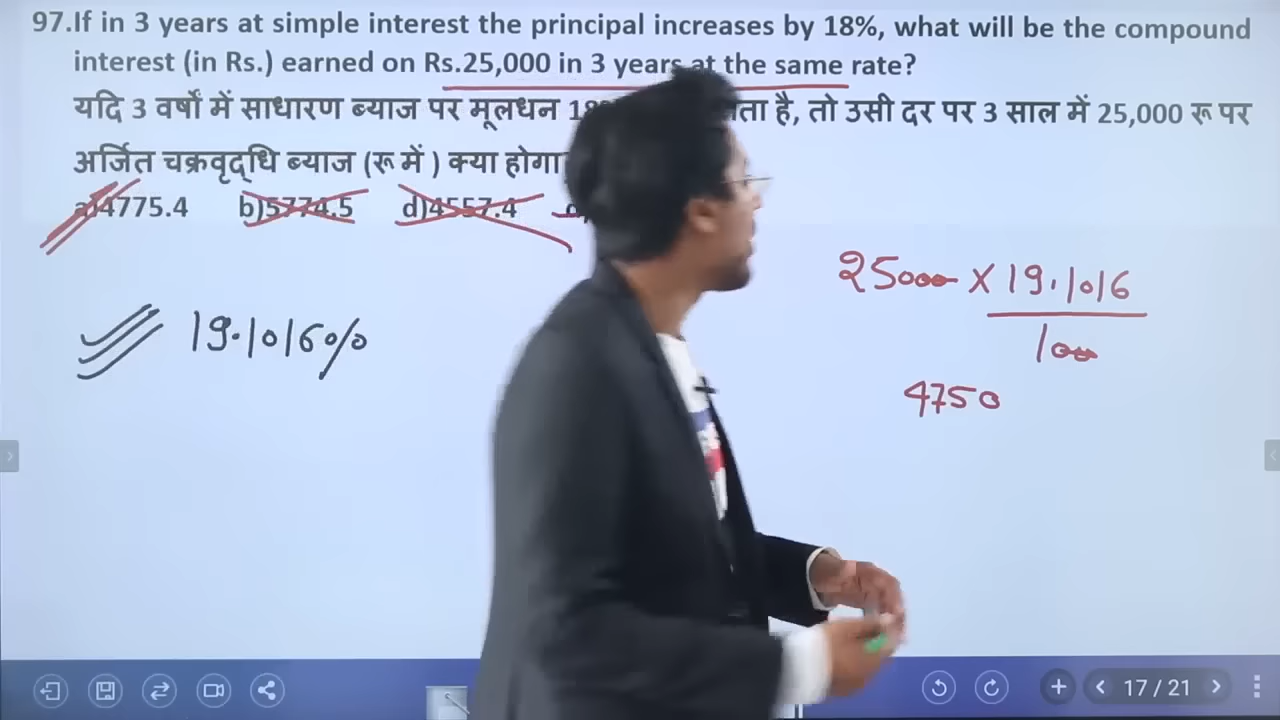 97.If in 3 years at simple interest the principal increases by 18%, what will be the compound
interest (in Rs.) earned on Rs.25,000 in 3 years at the same rate?
यदि 3 वर्षों में साधारण ब्याज पर मूलधन है, तो उसी दर पर 3 साल में 25,000 रू पर
अर्जित चक्रवृद्धि ब्याज (रू में ) क्या होगा
a)4775.4 b)5774.5 d)4557.4
25000 X 19.1016
100
19.1016%
4750
17 / 21